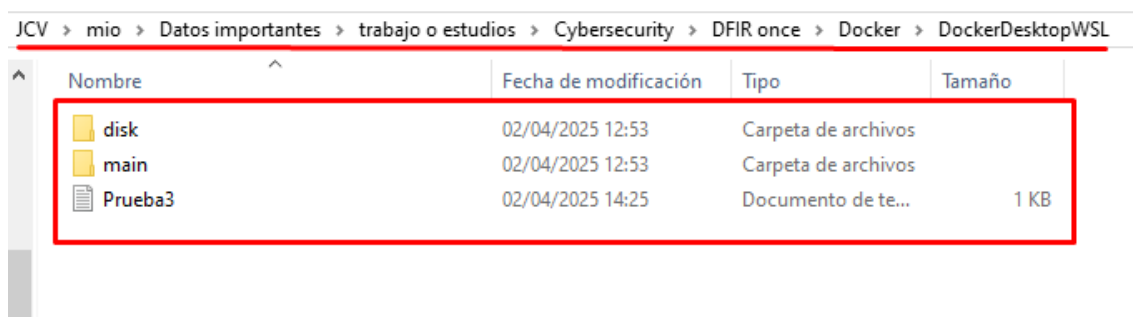 JCV > mio > Datos importantes > trabajo o estudios > Cybersecurity > DFIR once > Docker > DockerDesktopWSL
Nombre Fecha de modificación Tipo Tamaño
disk 02/04/2025 12:53 Carpeta de archivos
main 02/04/2025 12:53 Carpeta de archivos
Prueba3 02/04/2025 14:25 Documento de te... 1 KB